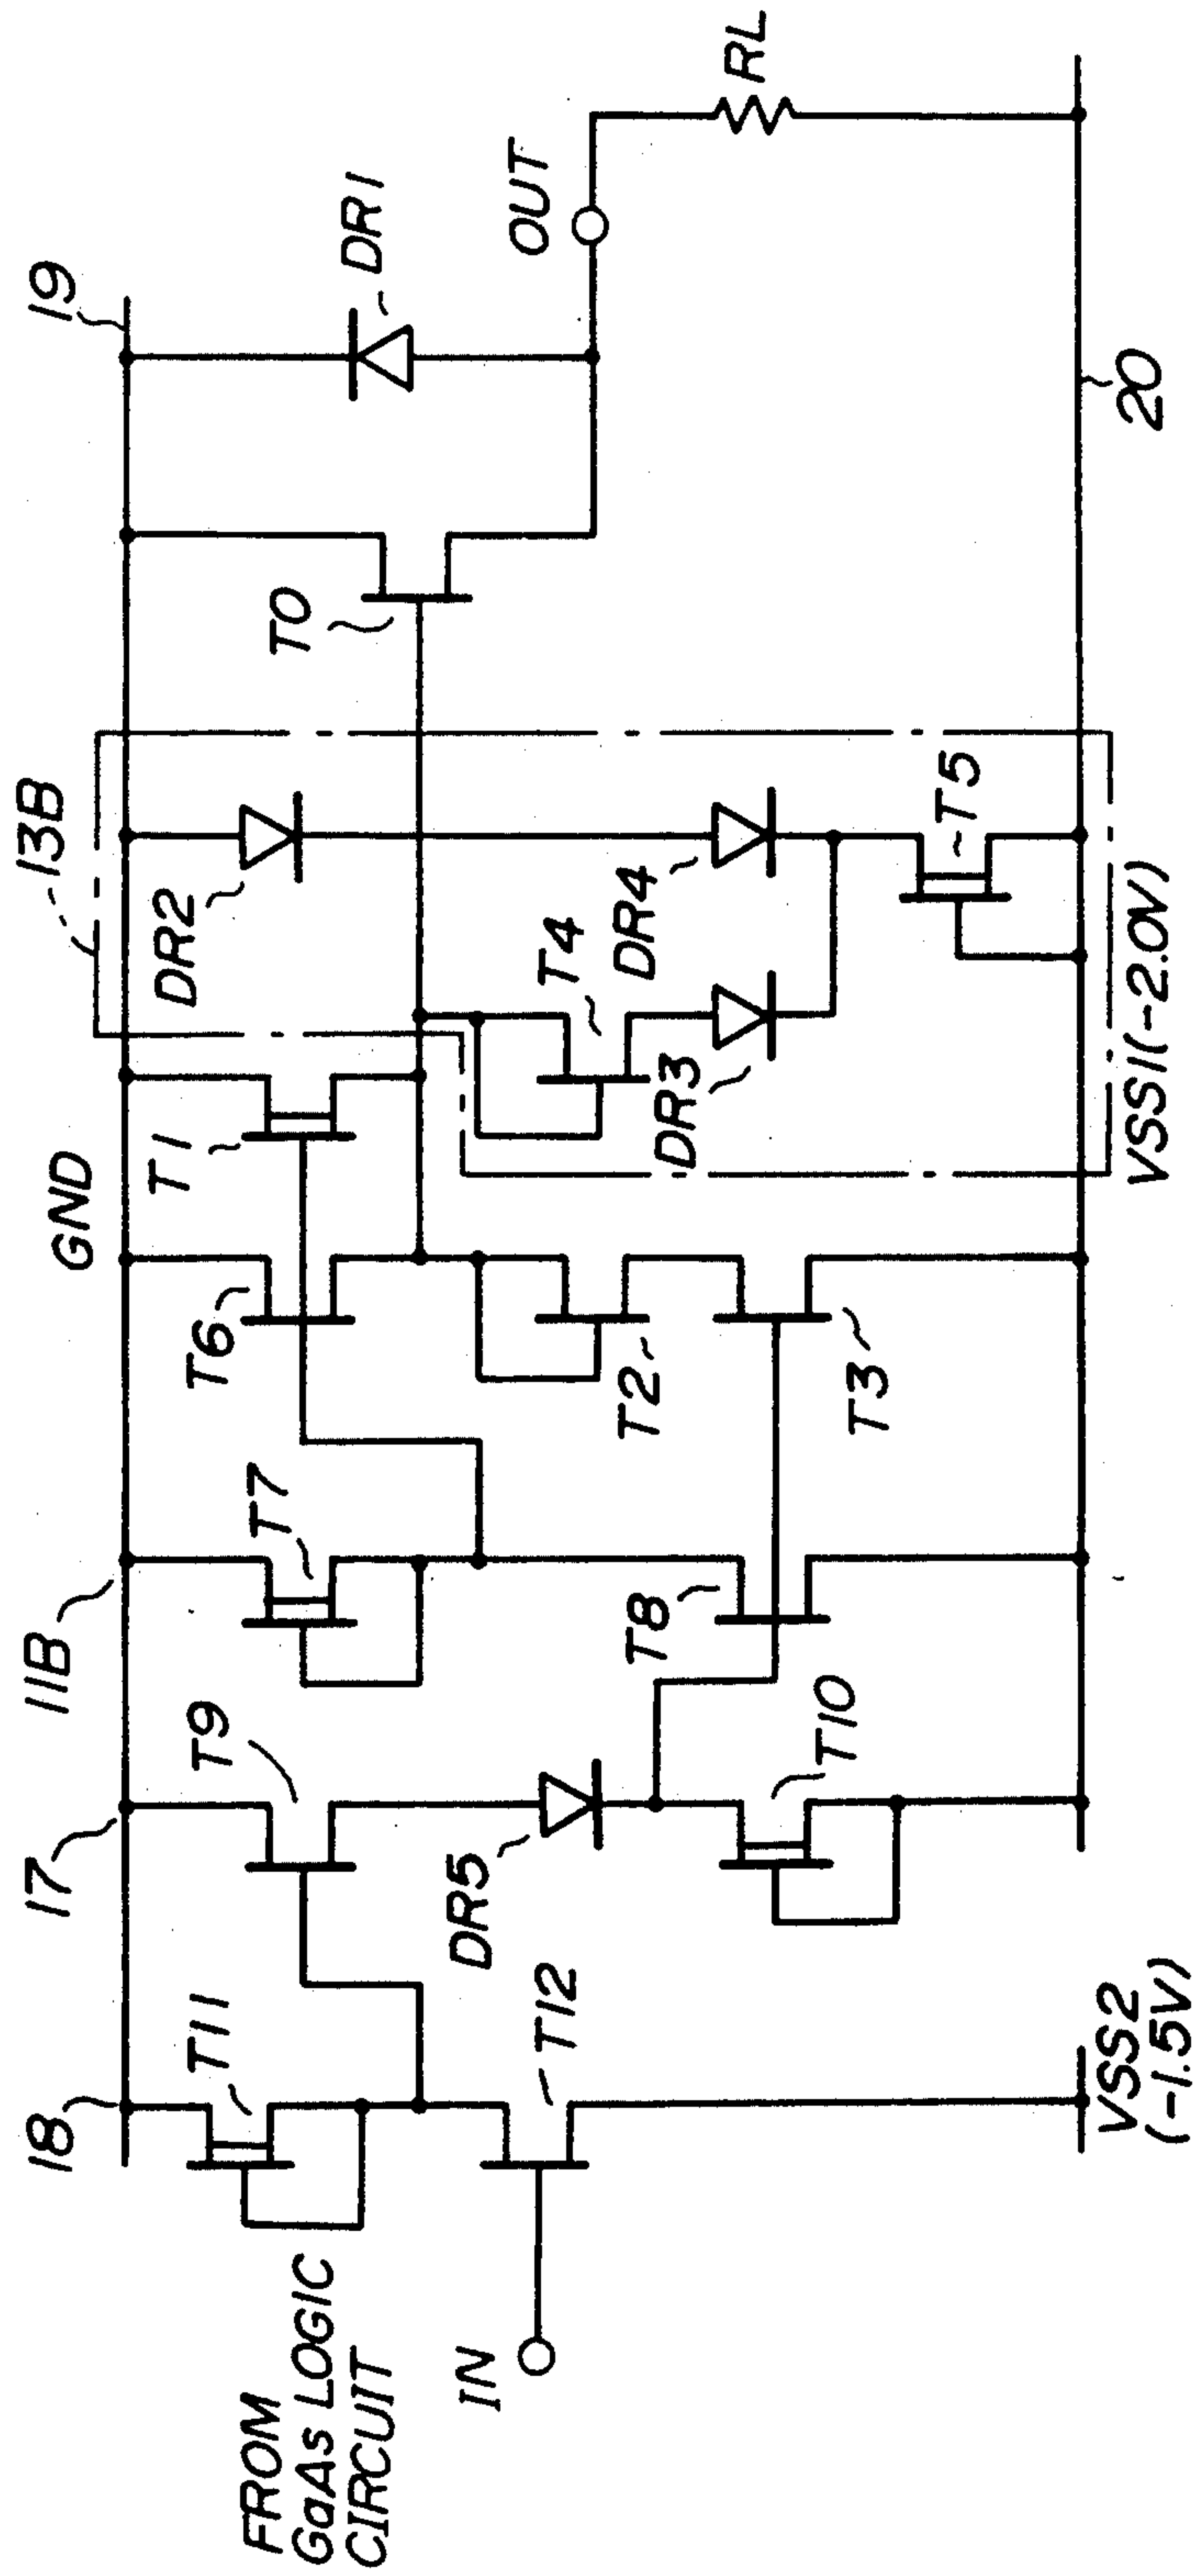 18
17
11B
GND
13B
19
T11
T9
T7
T6
T1
DR2
T0
DR1
FROM
GaAs LOGIC
CIRCUIT
IN
T12
DR5
T10
T8
T2
T3
T4
DR3
DR4
T5
OUT
RL
VSS2
(-1.5V)
VSS1(-2.0V)
20